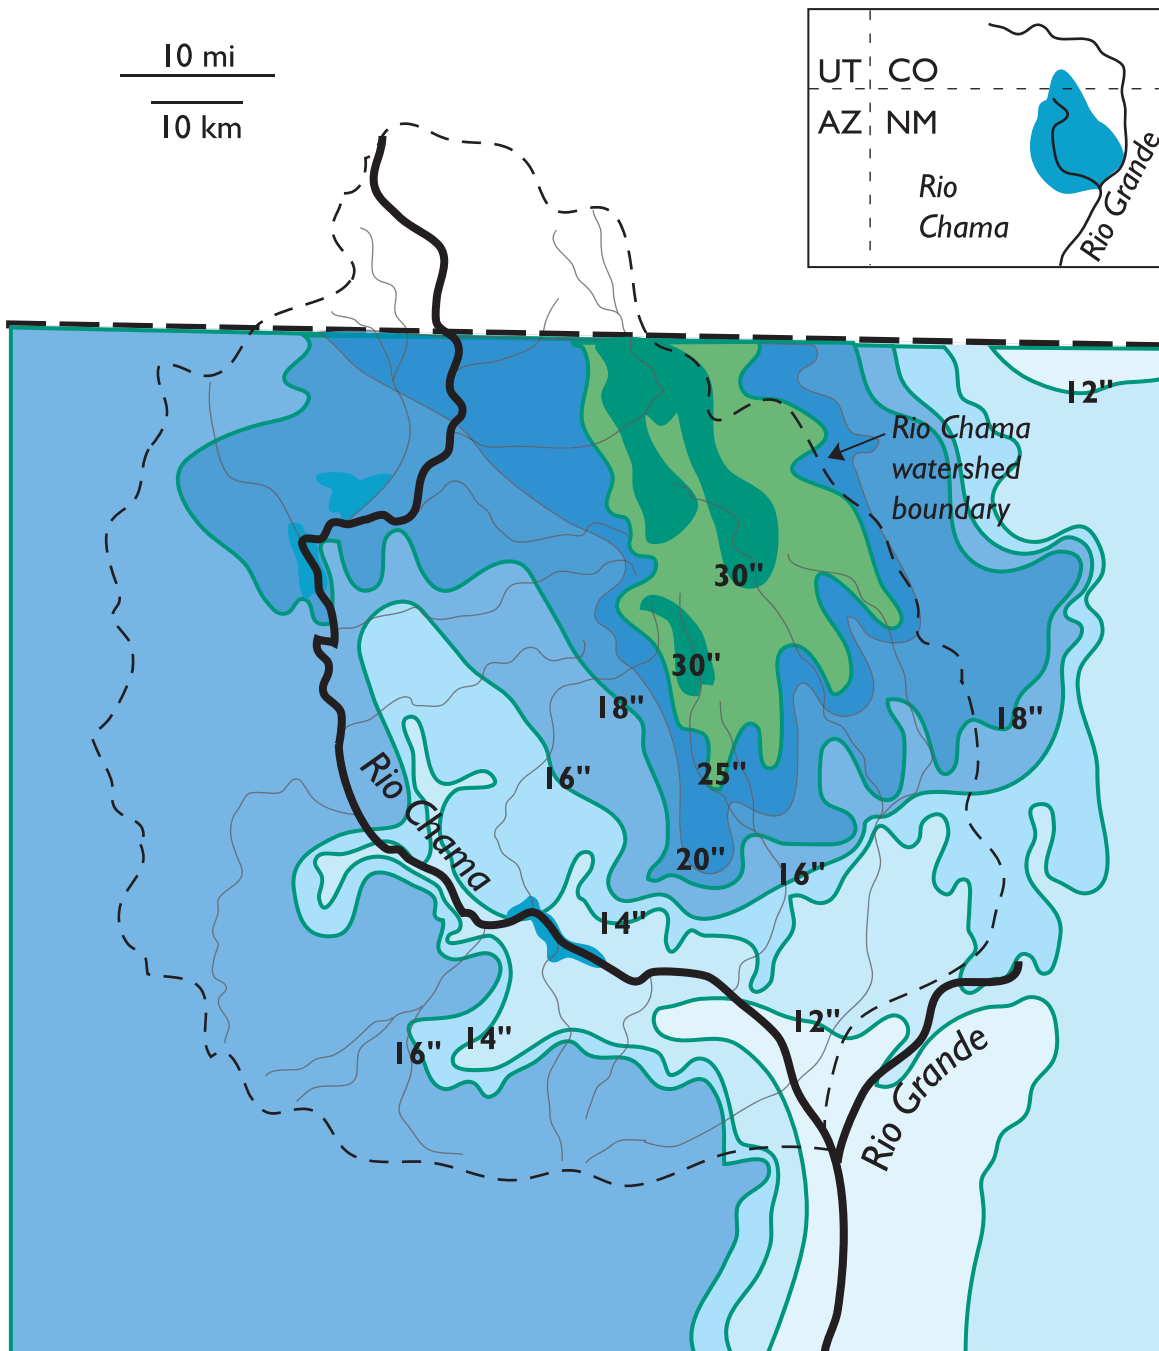 10 mi
10 km
UT
CO
AZ
NM
Rio
Chama
Rio Grande
12"
Rio Chama
watershed
boundary
30"
30"
18"
18"
16"
25"
Rio Chama
20"
16"
14"
12"
14"
16"
Rio Grande